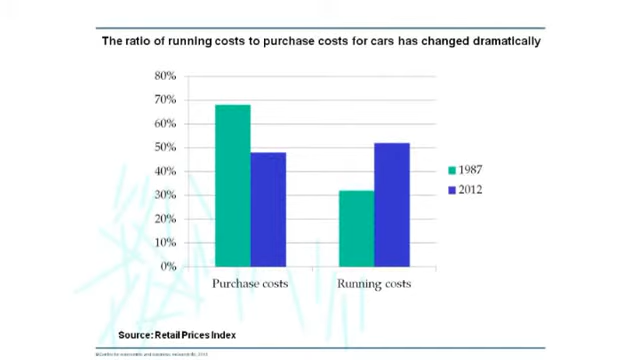 The ratio of running costs to purchase costs for cars has changed dramatically
80%
70%
60%
50%
40%
30%
20%
10%
0%
Purchase costs
Running costs
1987
2012
Source: Retail Prices Index